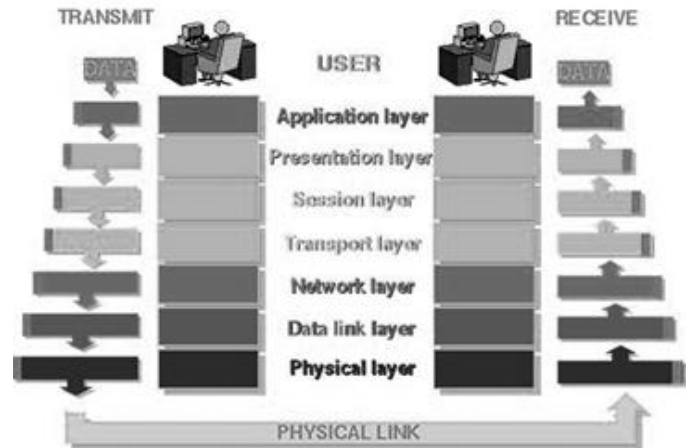 TRANSMIT
RECEIVE
DATA
USER
DATA
Application layer
Presentation layer
Session layer
Transport layer
Network layer
Data link layer
Physical layer
PHYSICAL LINK